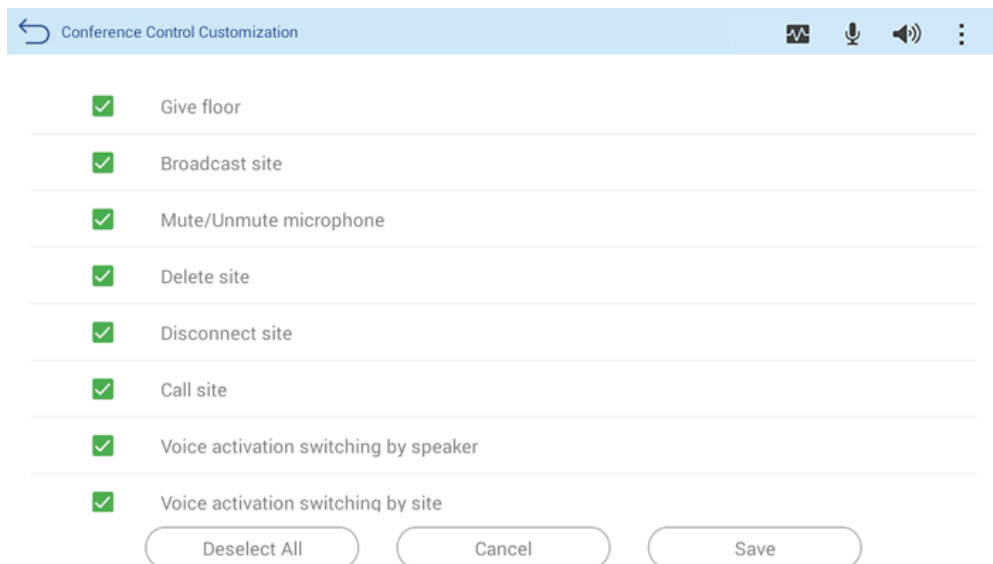 Conference Control Customization
Give floor
Broadcast site
Mute/Unmute microphone
Delete site
Disconnect site
Call site
Voice activation switching by speaker
Voice activation switching by site
Deselect All
Cancel
Save